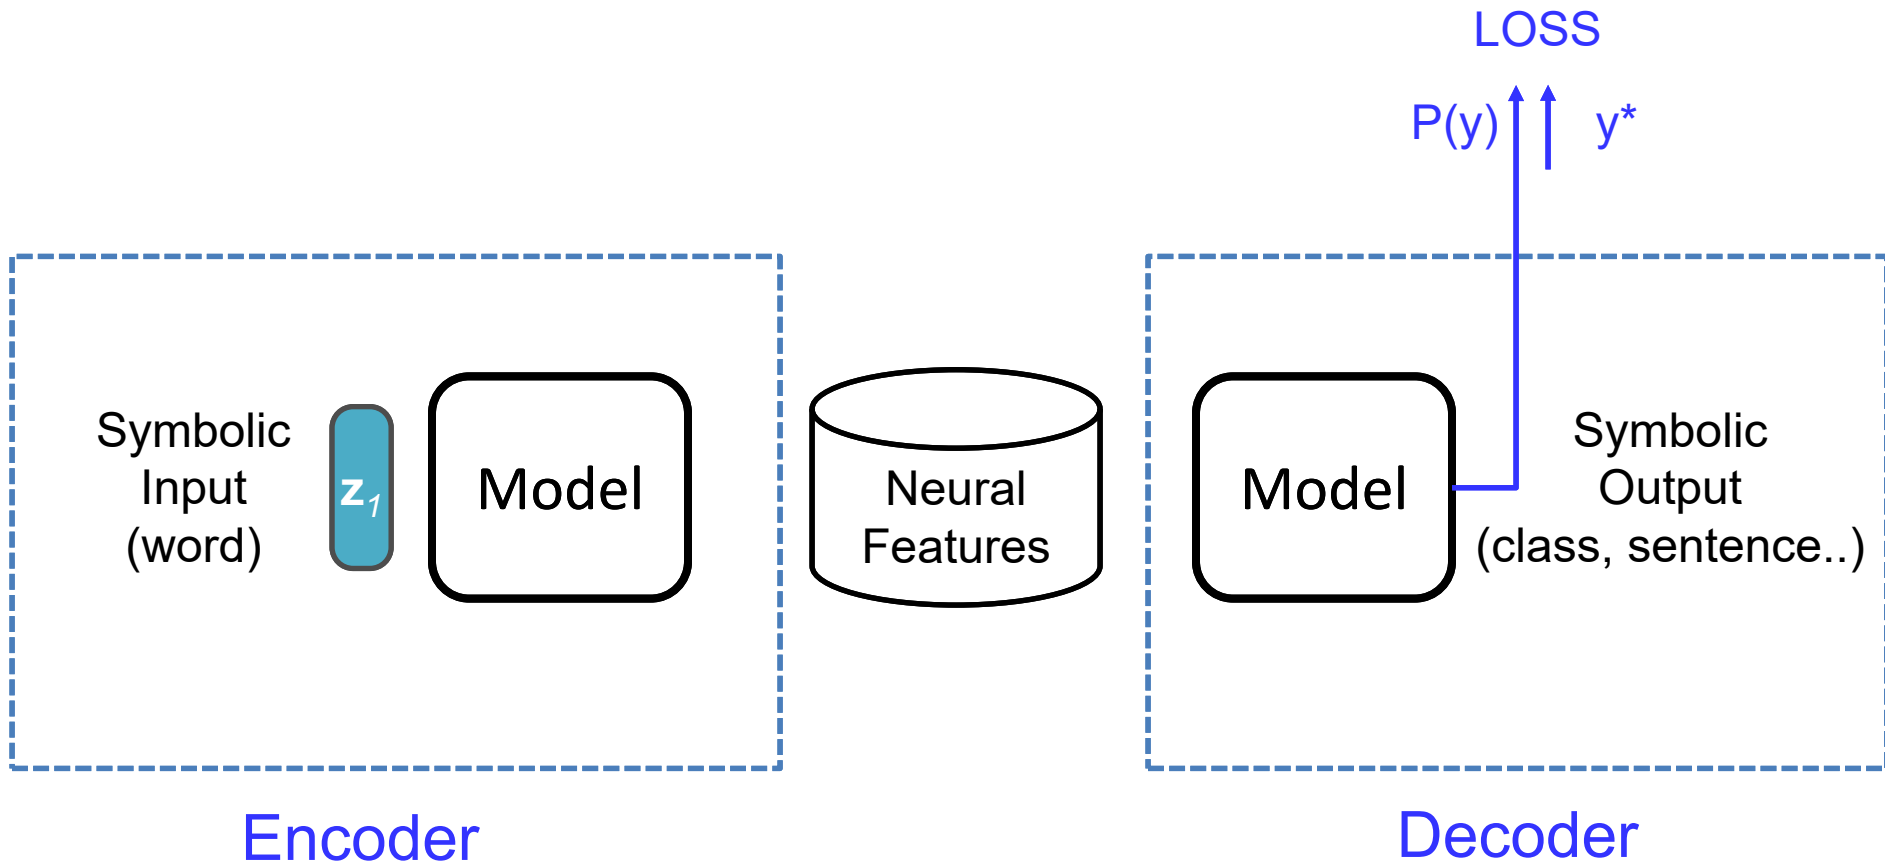 LOSS
P(y) y*
Symbolic
Input
(word)
z1
Model
Neural
Features
Model
Symbolic
Output
(class, sentence..)
Encoder
Decoder